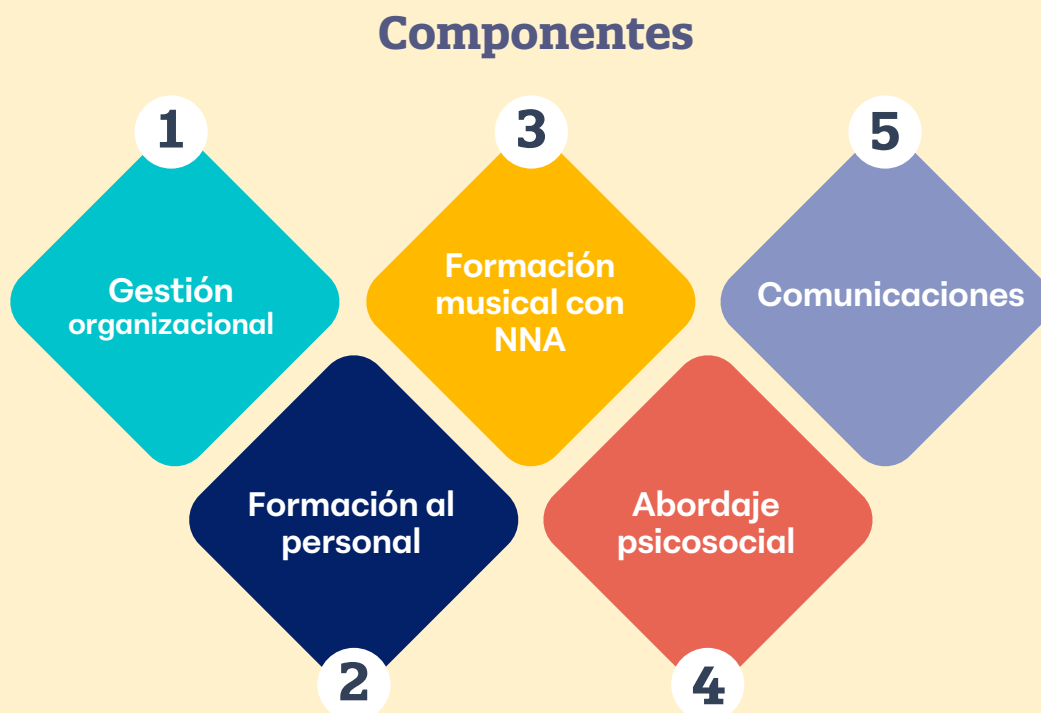 Componentes
1
Gestión
organizacional
2
Formación al
personal
3
Formación
musical con
NNA
4
Abordaje
psicosocial
5
Comunicaciones